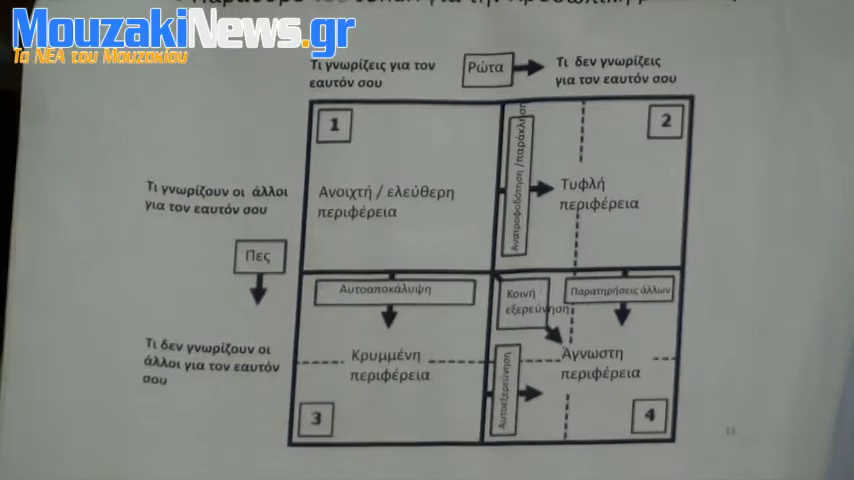 MouzakiNews.gr
Τα ΝΕΑ του Μουζακίου
Τι γνωρίζεις για τον
εαυτόν σου
Ρώτα
Τι δεν γνωρίζεις
για τον εαυτόν σου
1
2
Τι γνωρίζουν οι άλλοι
για τον εαυτόν σου
Ανοιχτή / ελεύθερη
περιφέρεια
Ανατροφοδότηση /παράκληση
Τυφλή
περιφέρεια
Πες
Αυτοαποκάλυψη
Κοινή
εξερεύνηση
Παρατηρήσεις άλλων
Τι δεν γνωρίζουν οι
άλλοι για τον εαυτόν
σου
Κρυμμένη
περιφέρεια
Αυτοεξερεύνηση
Άγνωστη
περιφέρεια
3
4
15